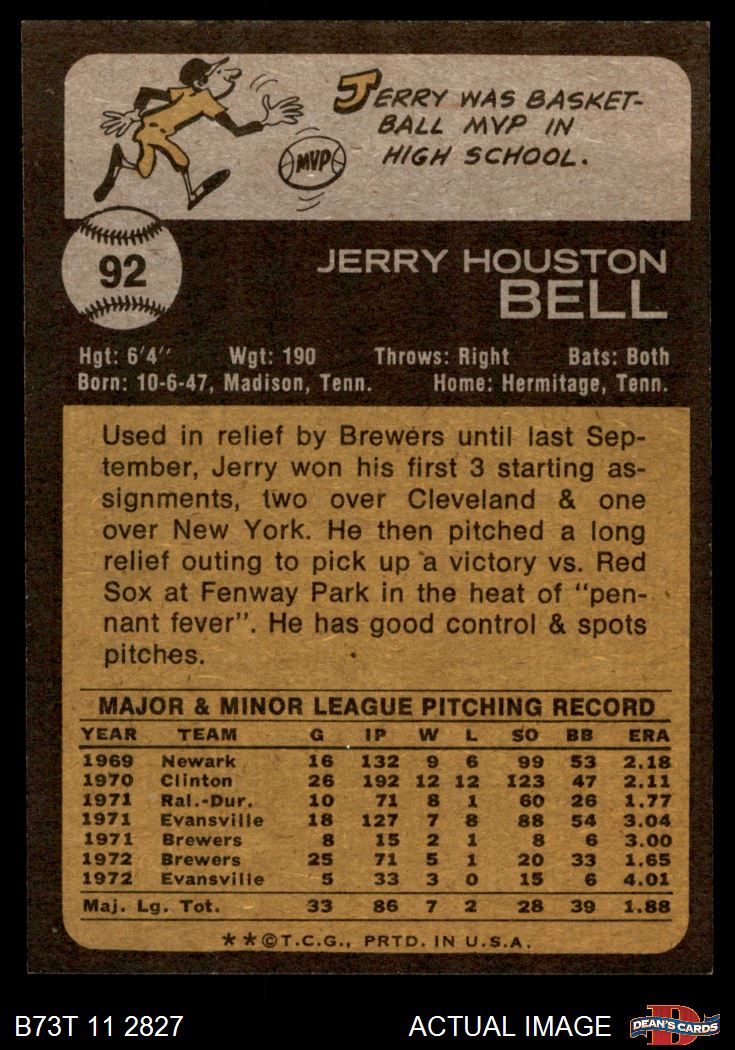 JERRY WAS BASKET-
BALL MVP IN
HIGH SCHOOL.
MVP
92
JERRY HOUSTON
BELL
Hgt: 6'4" Wgt: 190 Throws: Right Bats: Both
Born: 10-6-47, Madison, Tenn. Home: Hermitage, Tenn.
Used in relief by Brewers until last Sep-
tember, Jerry won his first 3 starting as-
signments, two over Cleveland & one
over New York. He then pitched a long
relief outing to pick up a victory vs. Red
Sox at Fenway Park in the heat of "pen-
nant fever". He has good control & spots
pitches.
MAJOR & MINOR LEAGUE PITCHING RECORD
YEAR TEAM G IP W L SO BB ERA
1969 Newark 16 132 9 6 99 53 2.18
1970 Clinton 26 192 12 12 123 47 2.11
1971 Ral.-Dur. 10 71 8 1 60 26 1.77
1971 Evansville 18 127 7 8 88 54 3.04
1971 Brewers 8 15 2 1 8 6 3.00
1972 Brewers 25 71 5 1 20 33 1.65
1972 Evansville 5 33 3 0 15 6 4.01
Maj. Lg. Tot. 33 86 7 2 28 39 1.88
★★©T.C.G., PRTD. IN U.S.A.
B73T 11 2827 ACTUAL IMAGE DEAN'S CARDS